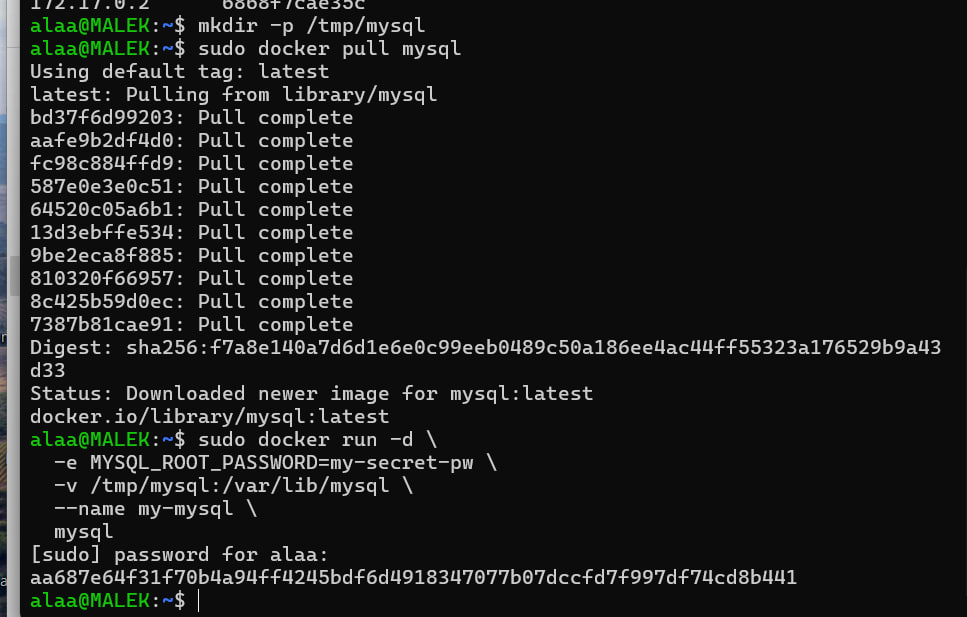 172.17.0.2      6868f7cae35c
alaa@MALEK:~$ mkdir -p /tmp/mysql
alaa@MALEK:~$ sudo docker pull mysql
Using default tag: latest
latest: Pulling from library/mysql
bd37f6d99203: Pull complete
aafe9b2df4d0: Pull complete
fc98c884ffd9: Pull complete
587e0e3e0c51: Pull complete
64520c05a6b1: Pull complete
13d3ebffe534: Pull complete
9be2eca8f885: Pull complete
810320f66957: Pull complete
8c425b59d0ec: Pull complete
7387b81cae91: Pull complete
Digest: sha256:f7a8e140a7d6d1e6e0c99eeb0489c50a186ee4ac44ff55323a176529b9a43
d33
Status: Downloaded newer image for mysql:latest
docker.io/library/mysql:latest
alaa@MALEK:~$ sudo docker run -d \
  -e MYSQL_ROOT_PASSWORD=my-secret-pw \
  -v /tmp/mysql:/var/lib/mysql \
  --name my-mysql \
  mysql
[sudo] password for alaa:
aa687e64f31f70b4a94ff4245bdf6d4918347077b07dccfd7f997df74cd8b441
alaa@MALEK:~$